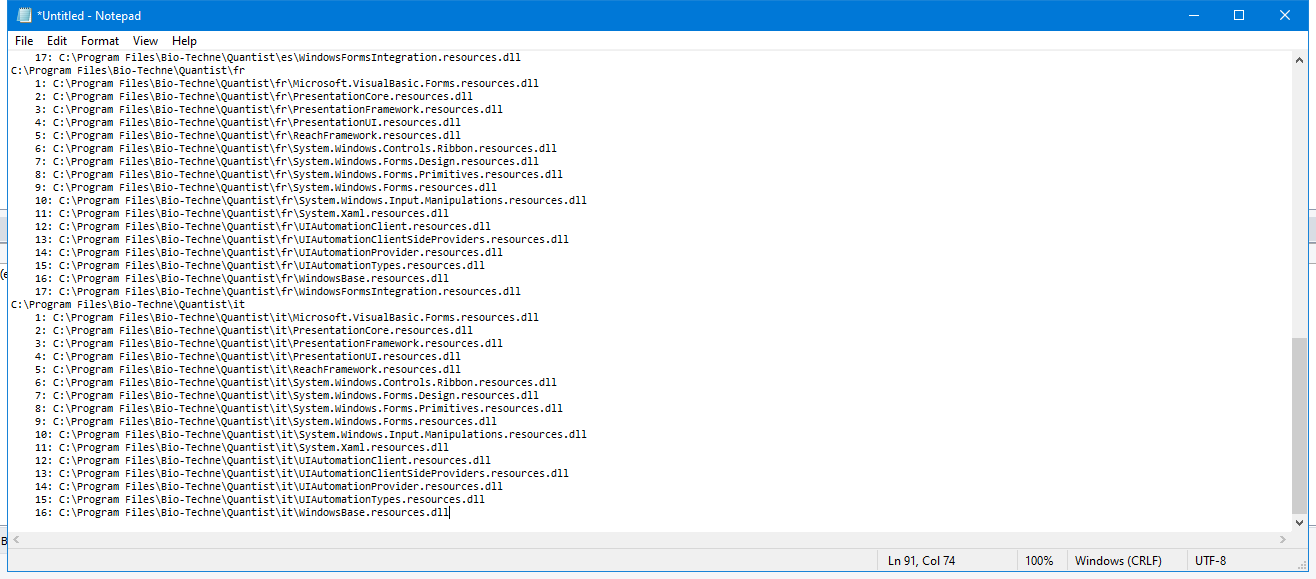 *Untitled - Notepad
File Edit Format View Help
17: C:\Program Files\Bio-Techne\Quantist\es\WindowsFormsIntegration.resources.dll
C:\Program Files\Bio-Techne\Quantist\fr
1: C:\Program Files\Bio-Techne\Quantist\fr\Microsoft.VisualBasic.Forms.resources.dll
2: C:\Program Files\Bio-Techne\Quantist\fr\PresentationCore.resources.dll
3: C:\Program Files\Bio-Techne\Quantist\fr\PresentationFramework.resources.dll
4: C:\Program Files\Bio-Techne\Quantist\fr\PresentationUI.resources.dll
5: C:\Program Files\Bio-Techne\Quantist\fr\ReachFramework.resources.dll
6: C:\Program Files\Bio-Techne\Quantist\fr\System.Windows.Controls.Ribbon.resources.dll
7: C:\Program Files\Bio-Techne\Quantist\fr\System.Windows.Forms.Design.resources.dll
8: C:\Program Files\Bio-Techne\Quantist\fr\System.Windows.Forms.Primitives.resources.dll
9: C:\Program Files\Bio-Techne\Quantist\fr\System.Windows.Forms.resources.dll
10: C:\Program Files\Bio-Techne\Quantist\fr\System.Windows.Input.Manipulations.resources.dll
11: C:\Program Files\Bio-Techne\Quantist\fr\System.Xaml.resources.dll
12: C:\Program Files\Bio-Techne\Quantist\fr\UIAutomationClient.resources.dll
13: C:\Program Files\Bio-Techne\Quantist\fr\UIAutomationClientSideProviders.resources.dll
14: C:\Program Files\Bio-Techne\Quantist\fr\UIAutomationProvider.resources.dll
15: C:\Program Files\Bio-Techne\Quantist\fr\UIAutomationTypes.resources.dll
16: C:\Program Files\Bio-Techne\Quantist\fr\WindowsBase.resources.dll
17: C:\Program Files\Bio-Techne\Quantist\fr\WindowsFormsIntegration.resources.dll
C:\Program Files\Bio-Techne\Quantist\it
1: C:\Program Files\Bio-Techne\Quantist\it\Microsoft.VisualBasic.Forms.resources.dll
2: C:\Program Files\Bio-Techne\Quantist\it\PresentationCore.resources.dll
3: C:\Program Files\Bio-Techne\Quantist\it\PresentationFramework.resources.dll
4: C:\Program Files\Bio-Techne\Quantist\it\PresentationUI.resources.dll
5: C:\Program Files\Bio-Techne\Quantist\it\ReachFramework.resources.dll
6: C:\Program Files\Bio-Techne\Quantist\it\System.Windows.Controls.Ribbon.resources.dll
7: C:\Program Files\Bio-Techne\Quantist\it\System.Windows.Forms.Design.resources.dll
8: C:\Program Files\Bio-Techne\Quantist\it\System.Windows.Forms.Primitives.resources.dll
9: C:\Program Files\Bio-Techne\Quantist\it\System.Windows.Forms.resources.dll
10: C:\Program Files\Bio-Techne\Quantist\it\System.Windows.Input.Manipulations.resources.dll
11: C:\Program Files\Bio-Techne\Quantist\it\System.Xaml.resources.dll
12: C:\Program Files\Bio-Techne\Quantist\it\UIAutomationClient.resources.dll
13: C:\Program Files\Bio-Techne\Quantist\it\UIAutomationClientSideProviders.resources.dll
14: C:\Program Files\Bio-Techne\Quantist\it\UIAutomationProvider.resources.dll
15: C:\Program Files\Bio-Techne\Quantist\it\UIAutomationTypes.resources.dll
16: C:\Program Files\Bio-Techne\Quantist\it\WindowsBase.resources.dll
Ln 91, Col 74 100% Windows (CRLF) UTF-8